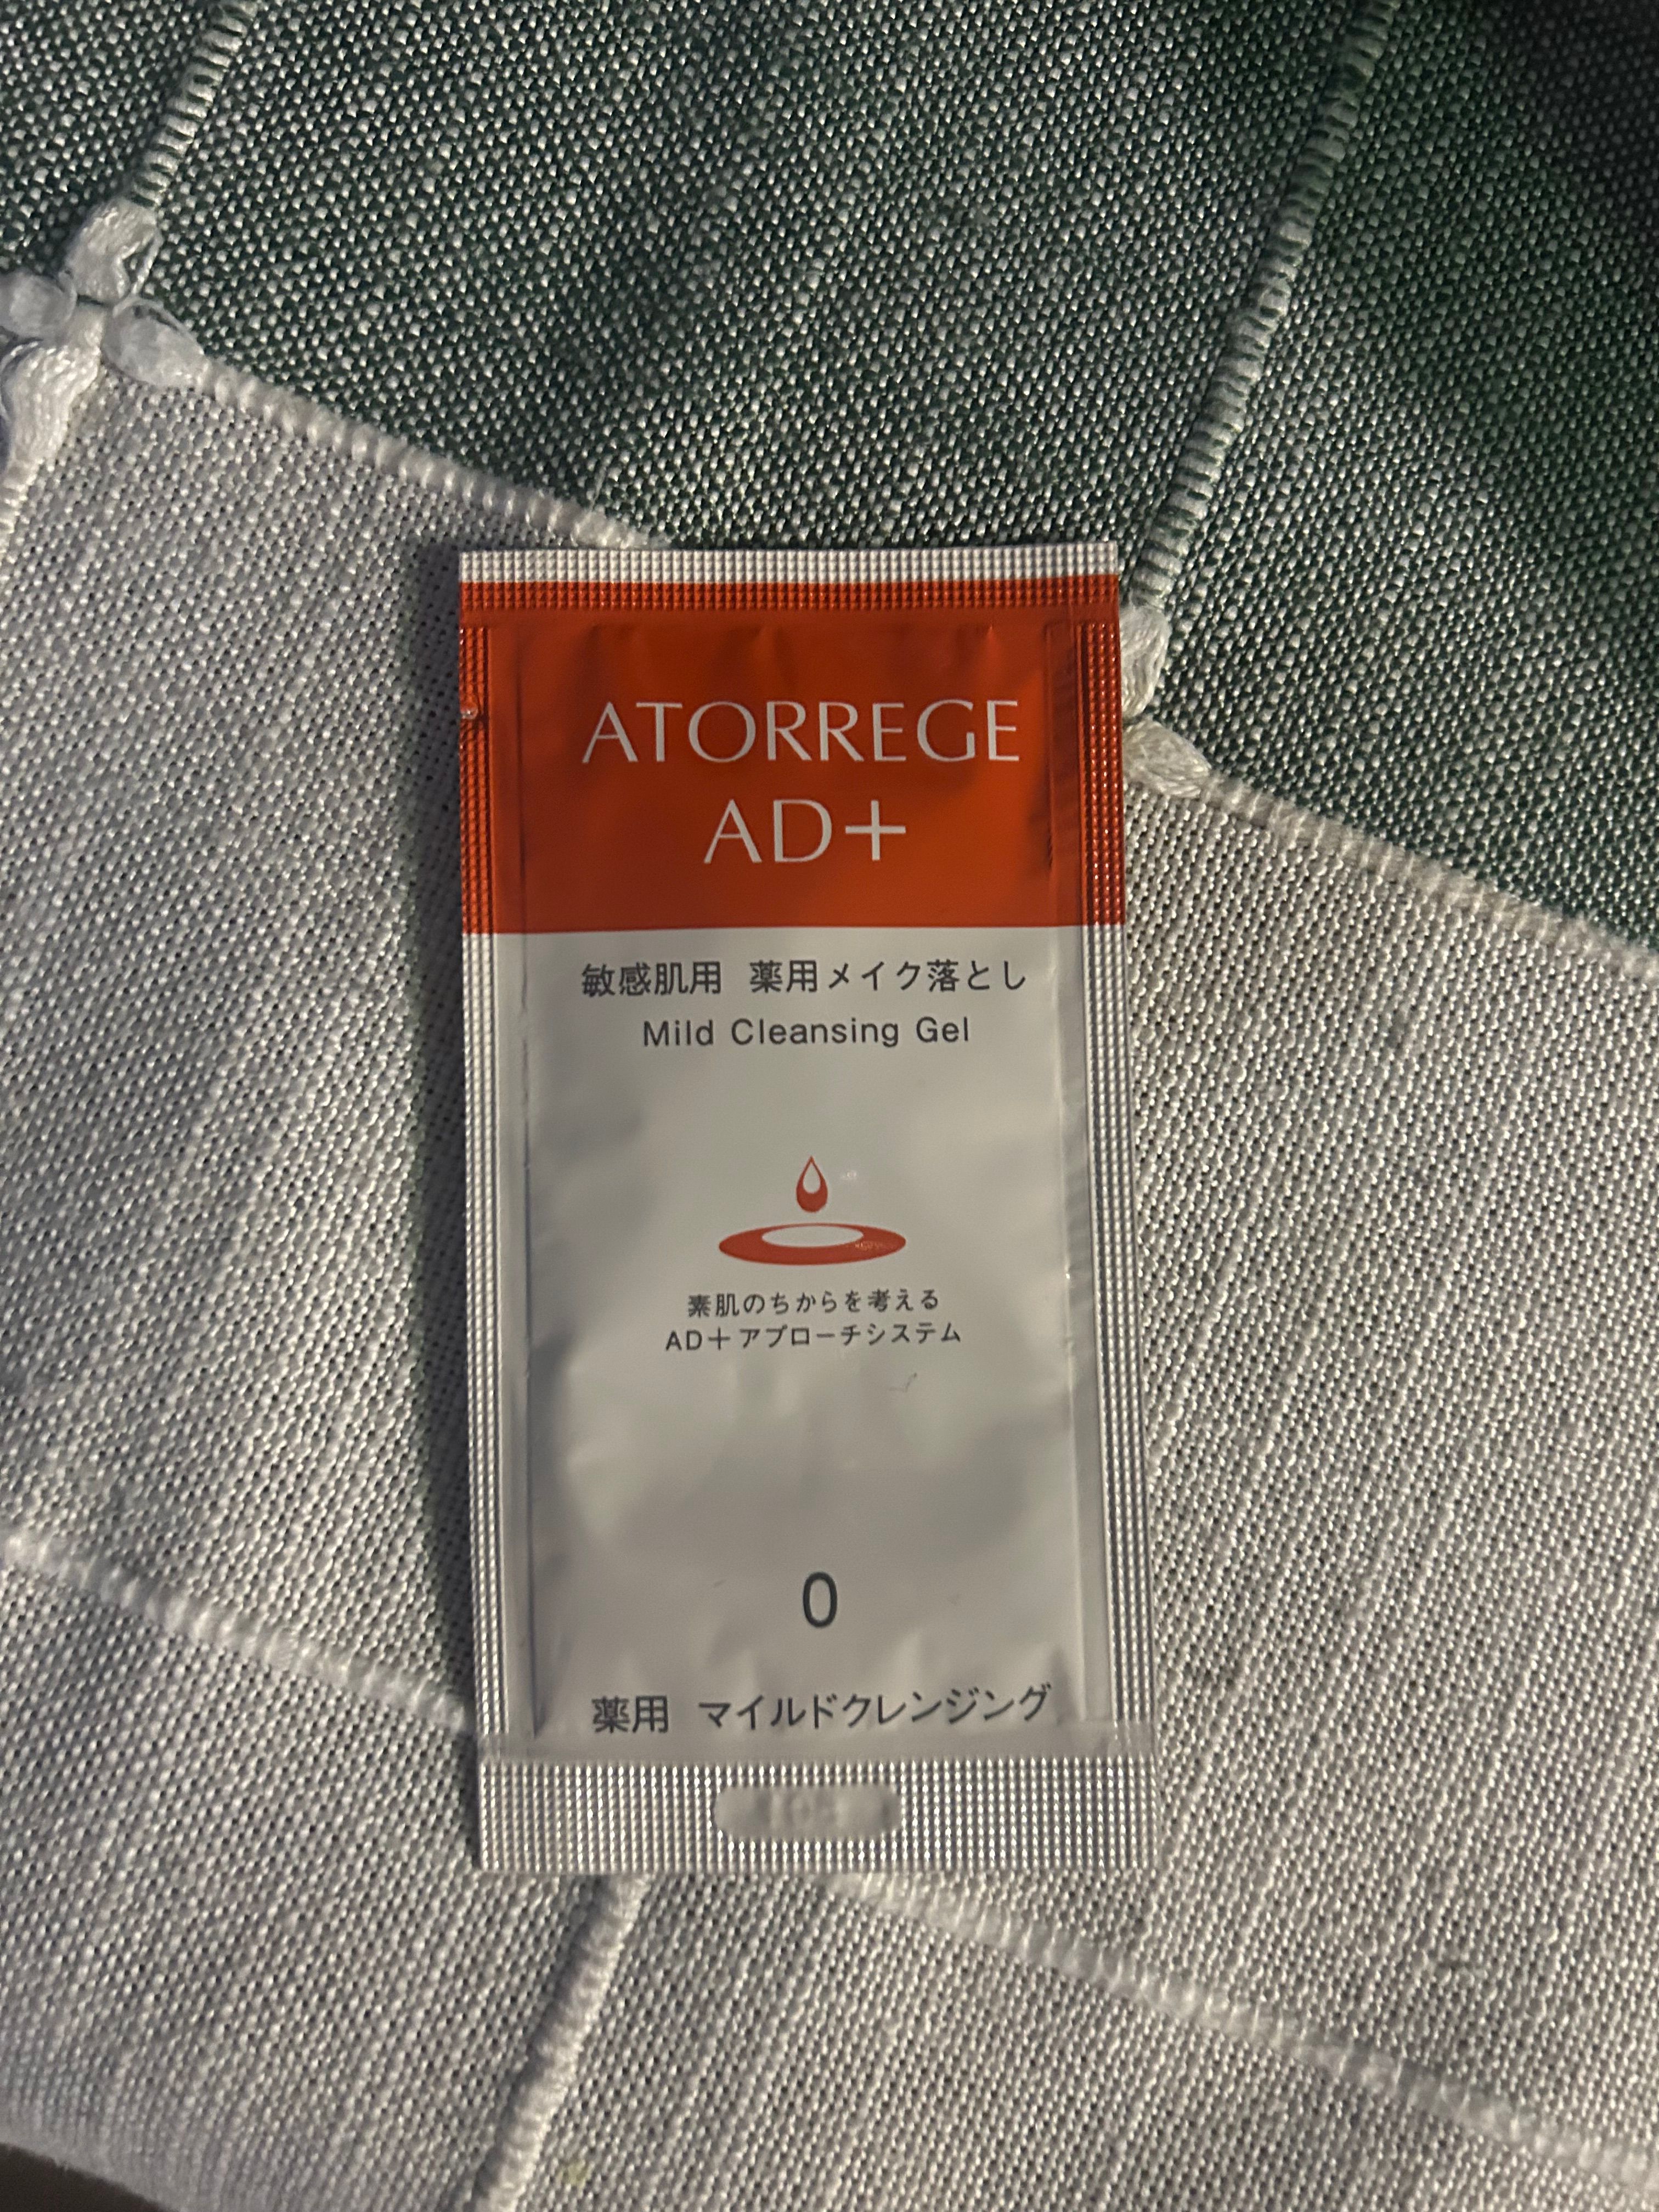 ATORREGE
AD+
敏感肌用 薬用メイク落とし
Mild Cleansing Gel
素肌のちからを考える
AD+アプローチシステム
0
薬用 マイルドクレンジング